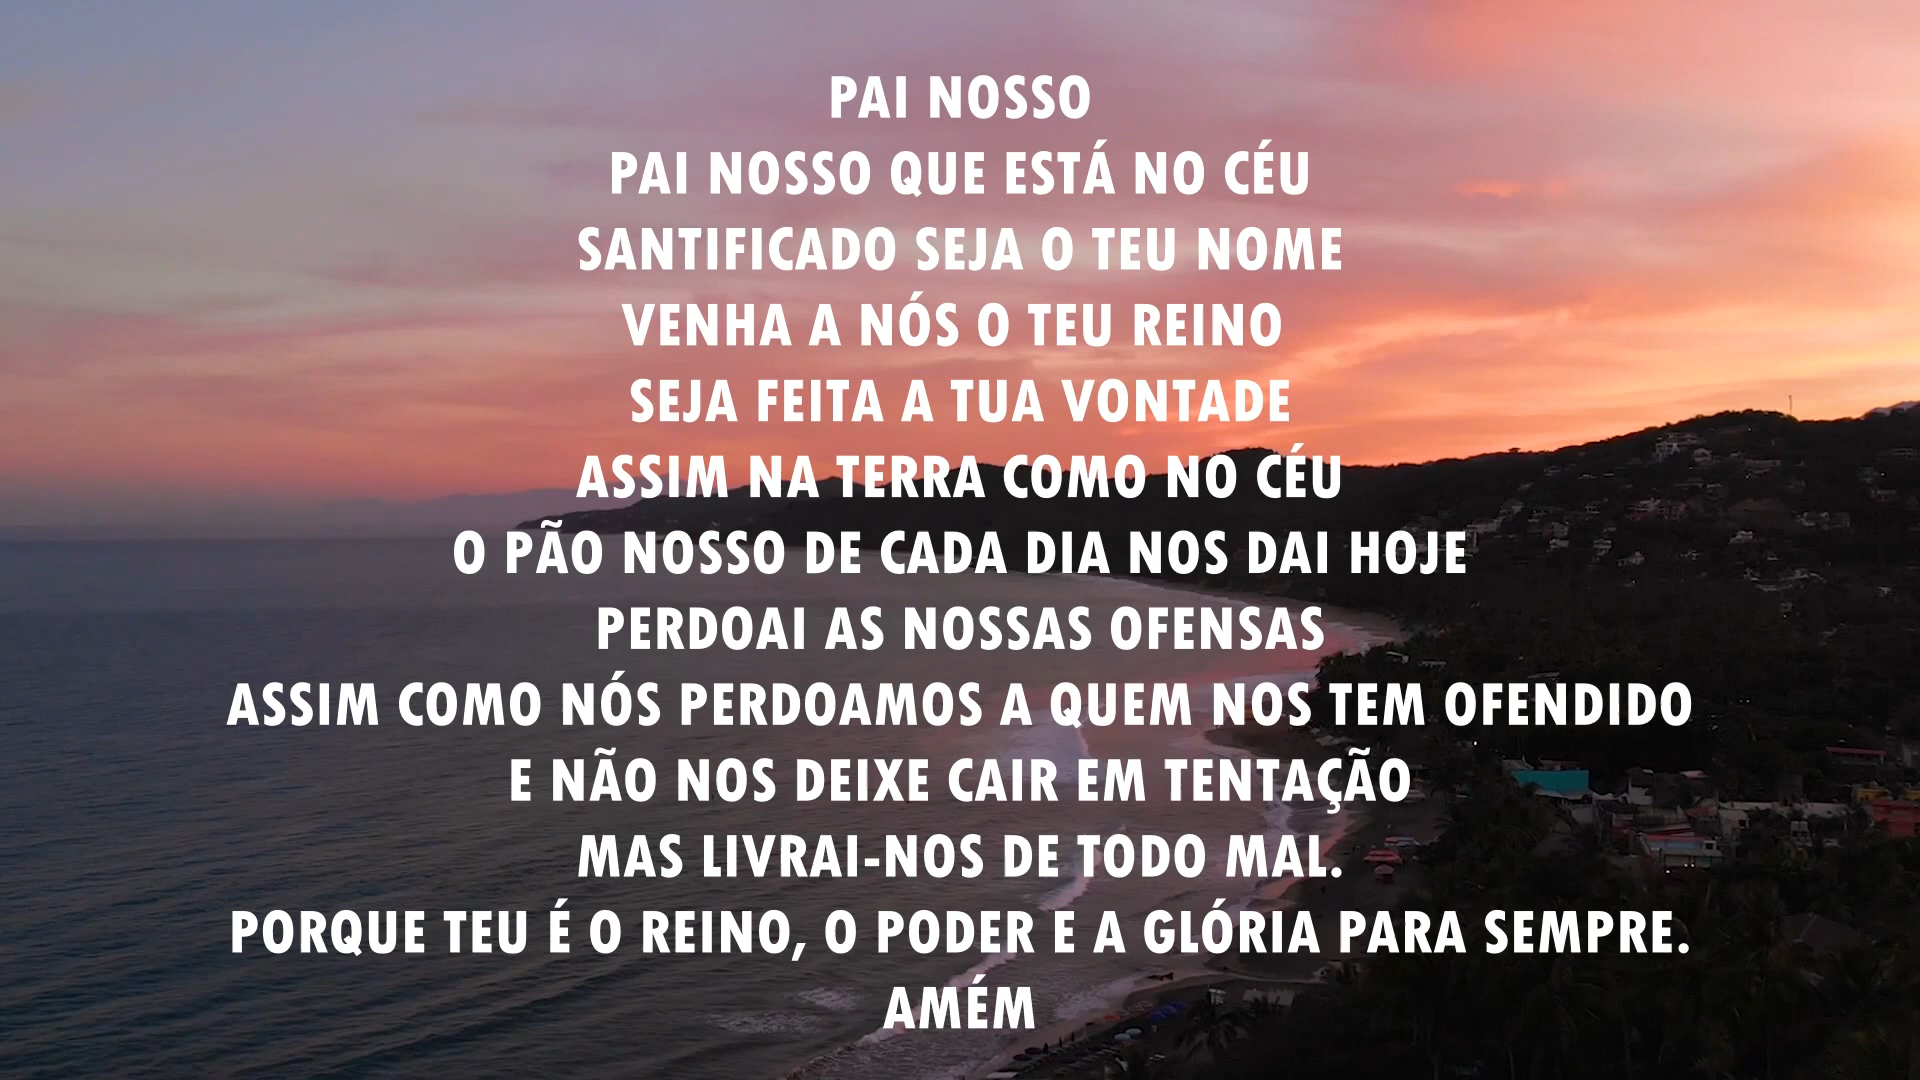 PAI NOSSO
PAI NOSSO QUE ESTÁ NO CÉU
SANTIFICADO SEJA O TEU NOME
VENHA A NÓS O TEU REINO
SEJA FEITA A TUA VONTADE
ASSIM NA TERRA COMO NO CÉU
O PÃO NOSSO DE CADA DIA NOS DAI HOJE
PERDOAI AS NOSSAS OFENSAS
ASSIM COMO NÓS PERDOAMOS A QUEM NOS TEM OFENDIDO
E NÃO NOS DEIXE CAIR EM TENTAÇÃO
MAS LIVRAI-NOS DE TODO MAL.
PORQUE TEU É O REINO, O PODER E A GLÓRIA PARA SEMPRE.
AMÉM